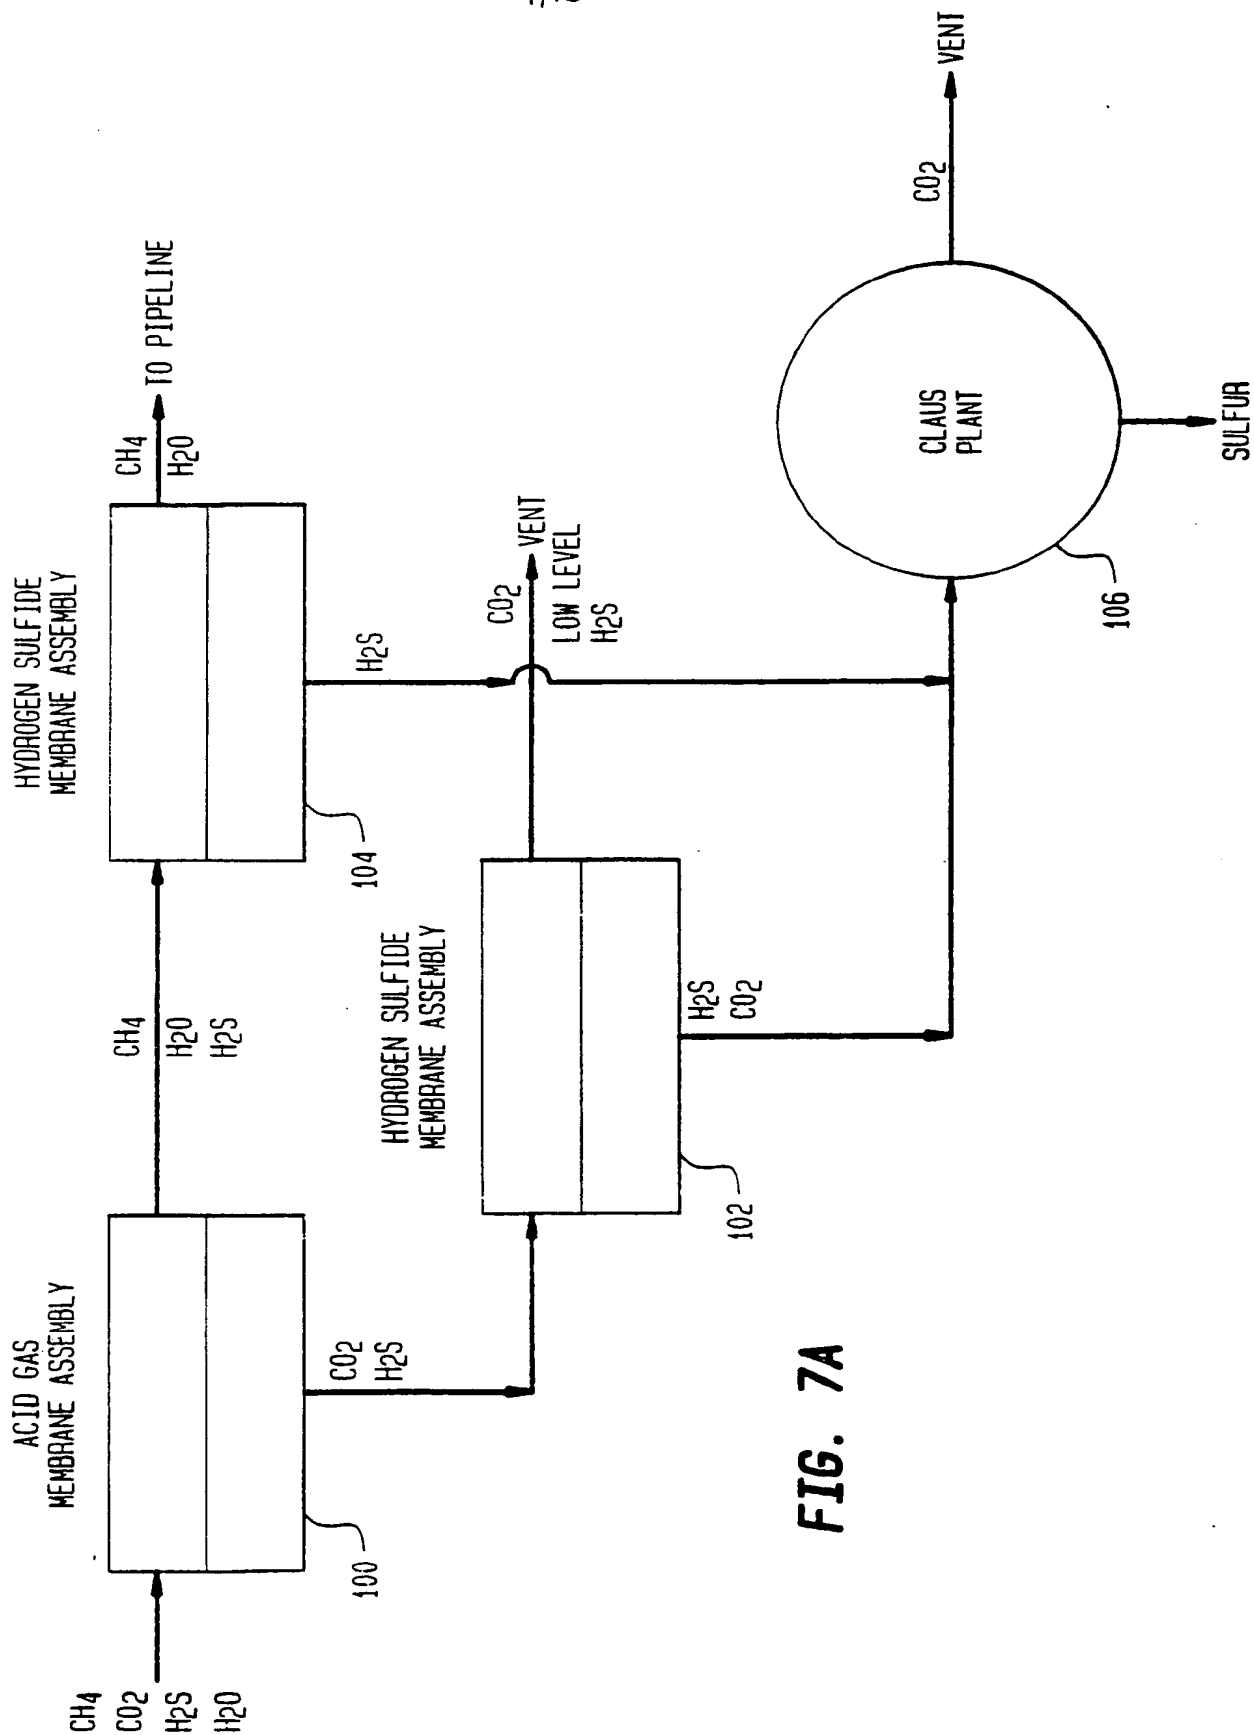 CH4
CO2
H2S
H2O
ACID GAS
MEMBRANE ASSEMBLY
100
CO2
H2S
CH4
H2O
H2S
HYDROGEN SULFIDE
MEMBRANE ASSEMBLY
104
CH4
H2O
TO PIPELINE
H2S
HYDROGEN SULFIDE
MEMBRANE ASSEMBLY
102
CO2
VENT
LOW LEVEL
H2S
H2S
CO2
CLAUS
PLANT
106
CO2
VENT
SULFUR
FIG. 7A